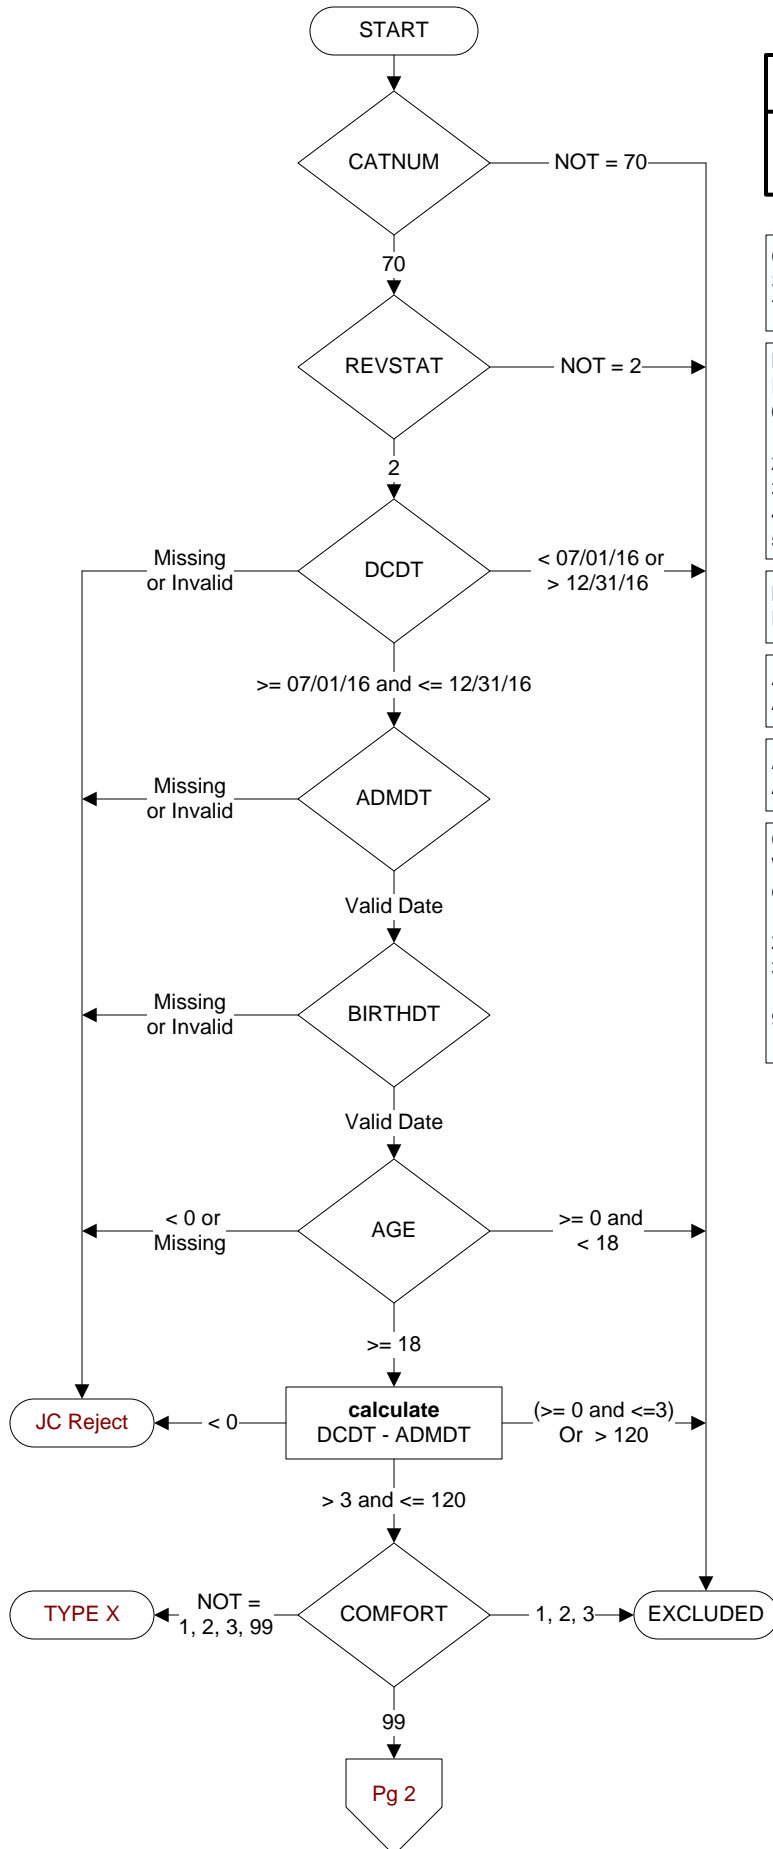 START
CATNUM
NOT = 70
70
REVSTAT
NOT = 2
2
Missing
or Invalid
DCDT
< 07/01/16 or
> 12/31/16
>= 07/01/16 and <= 12/31/16
Missing
or Invalid
ADMDT
Valid Date
Missing
or Invalid
BIRTHDT
Valid Date
< 0 or
Missing
AGE
>= 0 and
< 18
>= 18
JC Reject
< 0
calculate
DCDT - ADMDT
(>= 0 and <=3)
Or > 120
> 3 and <= 120
TYPE X
NOT =
1, 2, 3, 99
COMFORT
1, 2, 3
EXCLUDED
99
Pg 2